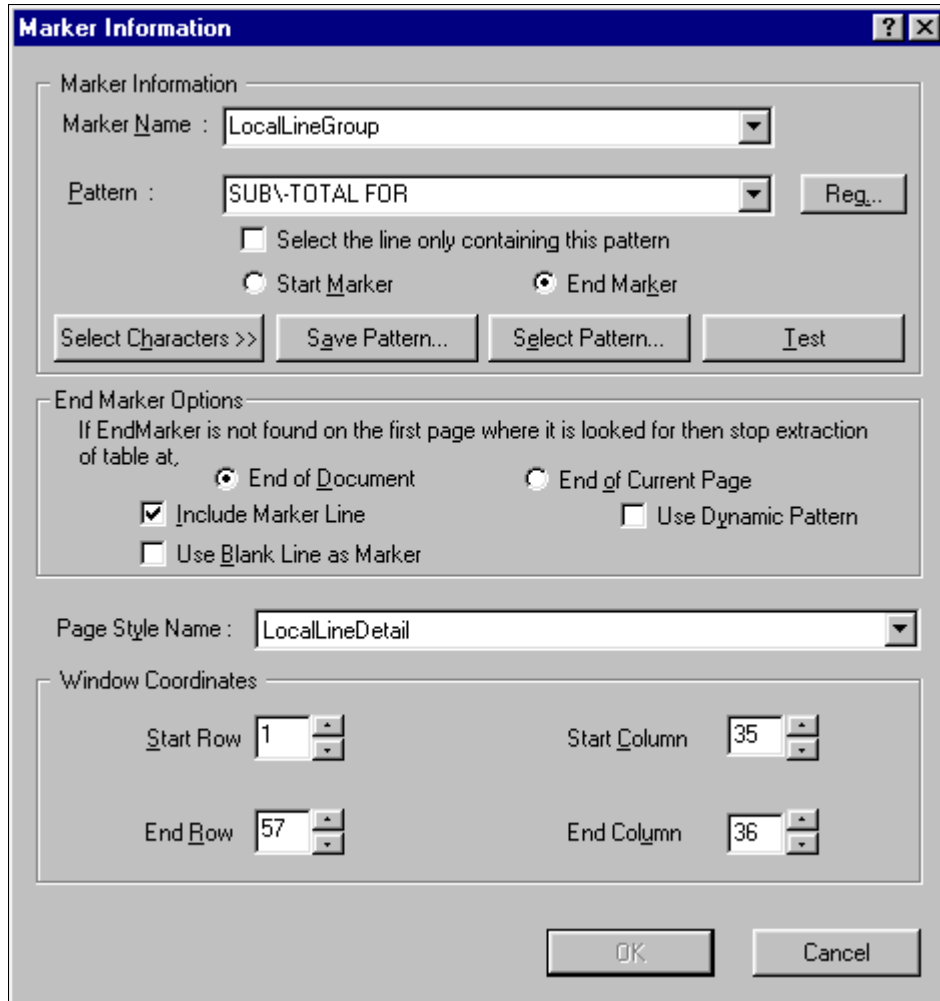 Marker Information
Marker Information
Marker Name : LocalLineGroup
Pattern : SUB\-TOTAL FOR Reg...
Select the line only containing this pattern
Start Marker End Marker
Select Characters >> Save Pattern... Select Pattern... Test
End Marker Options
If EndMarker is not found on the first page where it is looked for then stop extraction
of table at,
End of Document End of Current Page
Include Marker Line Use Dynamic Pattern
Use Blank Line as Marker
Page Style Name : LocalLineDetail
Window Coordinates
Start Row 1 Start Column 35
End Row 57 End Column 36
OK Cancel